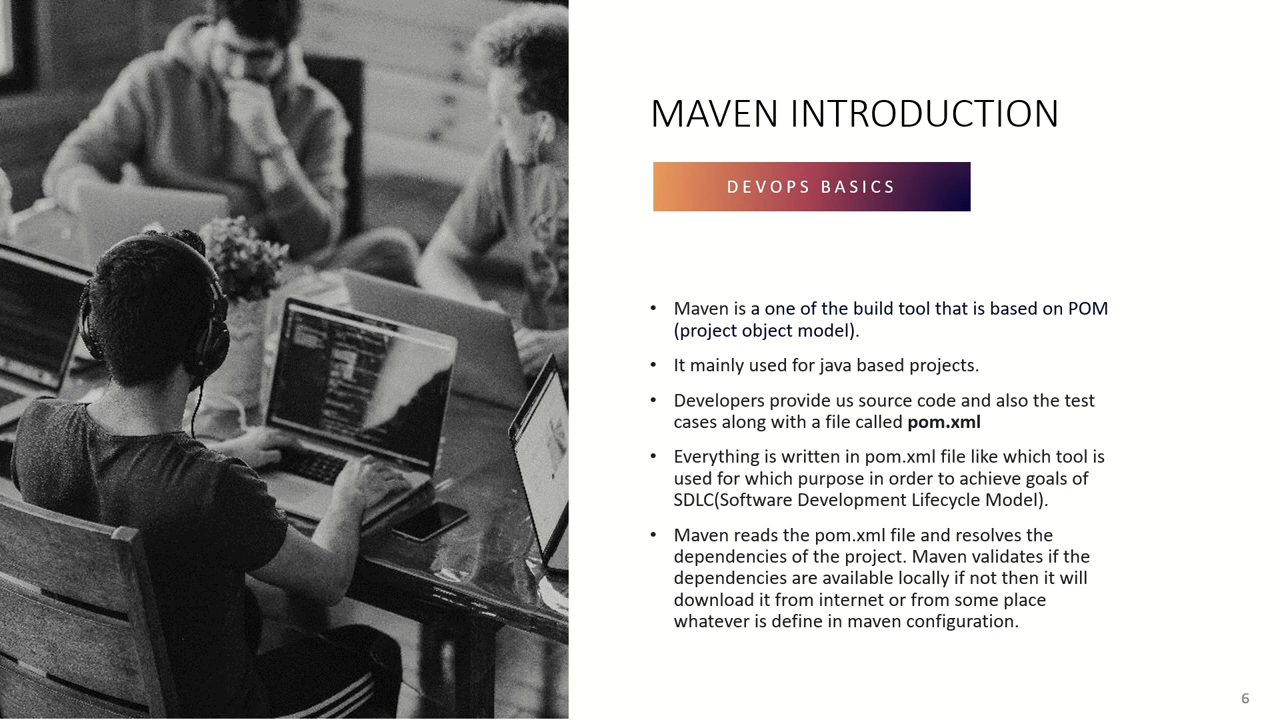 MAVEN INTRODUCTION
DEVOPS BASICS
• Maven is a one of the build tool that is based on POM
(project object model).
• It mainly used for java based projects.
• Developers provide us source code and also the test
cases along with a file called pom.xml
• Everything is written in pom.xml file like which tool is
used for which purpose in order to achieve goals of
SDLC(Software Development Lifecycle Model).
• Maven reads the pom.xml file and resolves the
dependencies of the project. Maven validates if the
dependencies are available locally if not then it will
download it from internet or from some place
whatever is define in maven configuration.
6